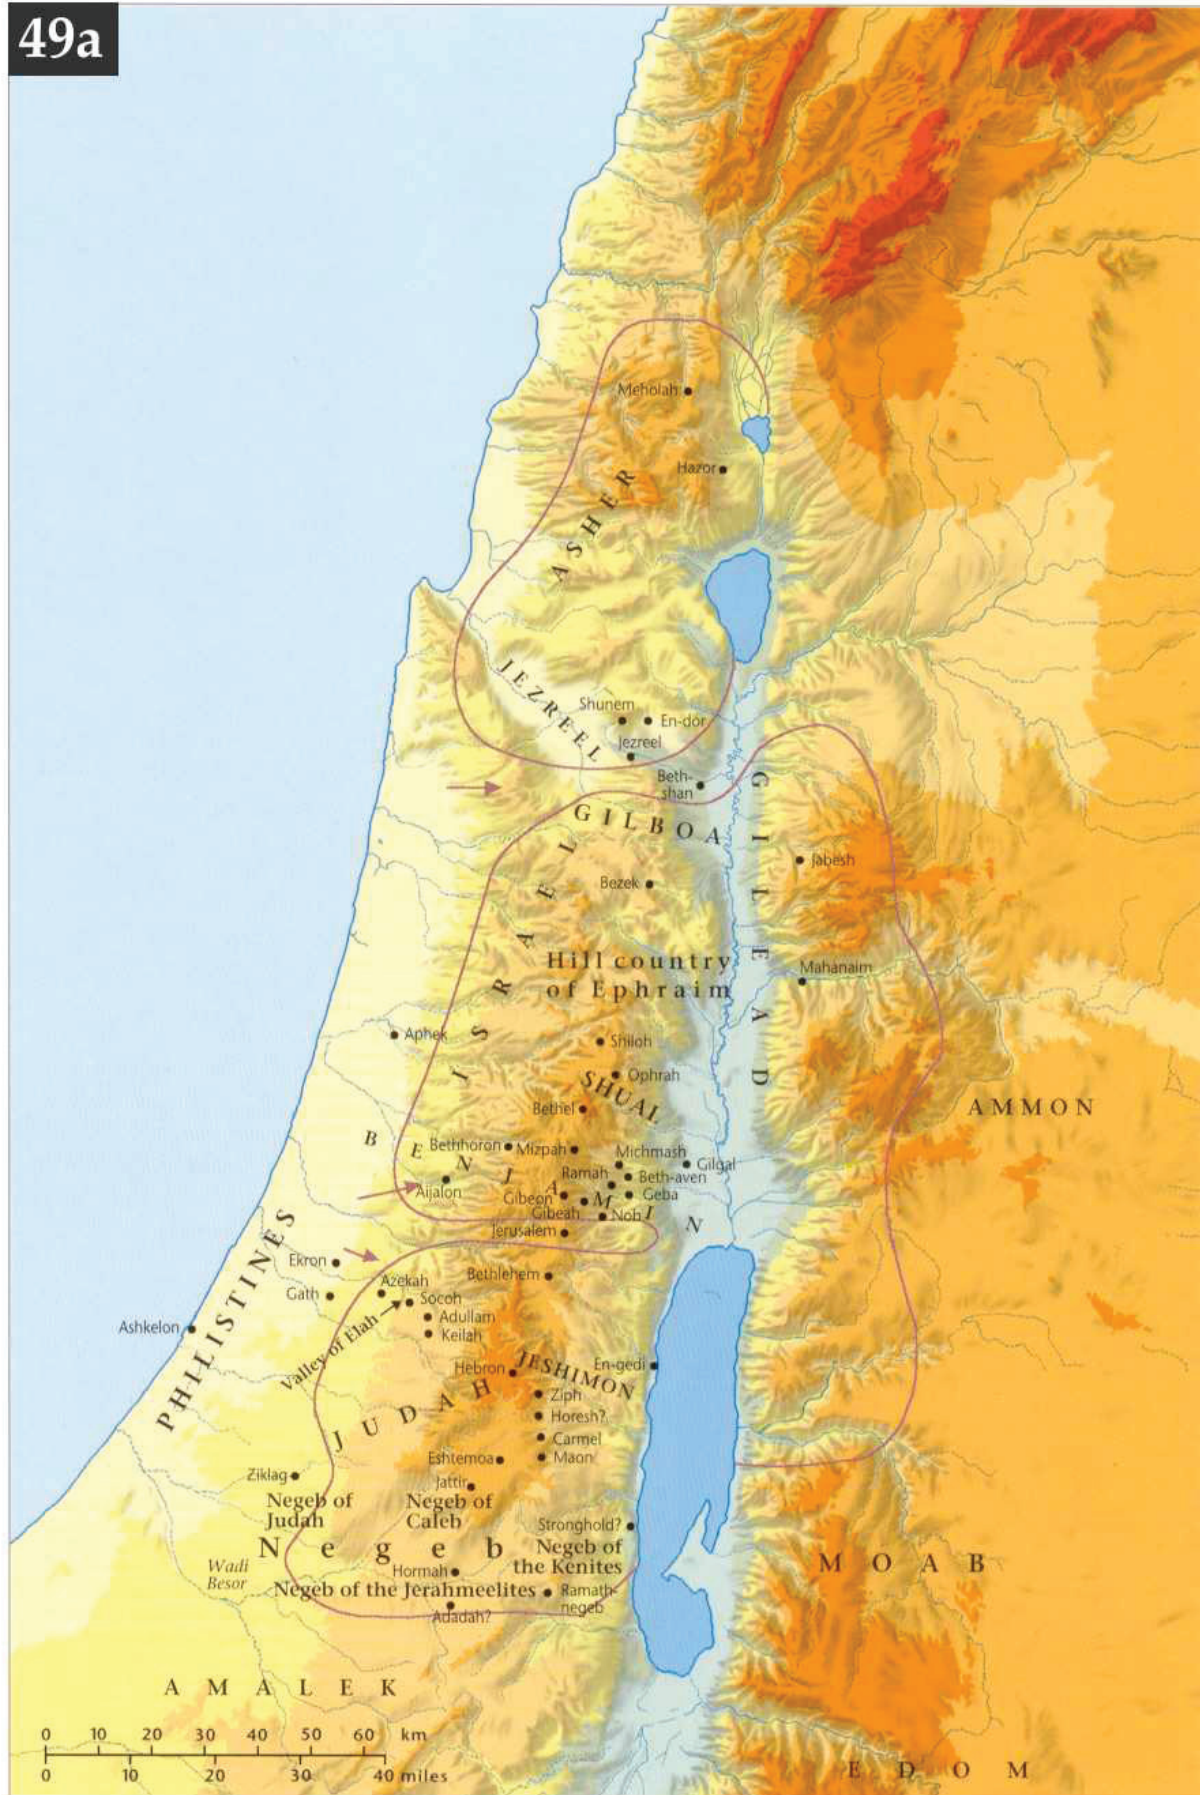 49a
Meholah
Hazor
ASHER
JEZREEL
Shunem
En-dor
Jezreel
Beth-
shan
GILBOA
GILEAD
Jabesh
Bezek
ISRAEL
Hill country
of Ephraim
Mahanaim
Aphek
Shiloh
Ophrah
SHUAL
Bethel
AMMON
BENJAMIN
Bethhoron
Mizpah
Michmash
Gilgal
Ramah
Beth-aven
Aijalon
Gibeon
Geba
Gibeah
Nob
Jerusalem
PHILISTINES
Ekron
Bethlehem
Azekah
Gath
Socoh
Adullam
Ashkelon
Keilah
Valley of Elah
Hebron
JESHIMON
En-gedi
Ziph
JUDAH
Horesh?
Carmel
Eshtemoa
Maon
Ziklag
Jattir
Negeb of
Judah
Negeb of
Caleb
Stronghold?
Negeb
Negeb of
the Kenites
MOAB
Wadi
Besor
Hormah
Negeb of the Jerahmeelites
Ramath-
negeb
Adadah?
AMALEK
0 10 20 30 40 50 60 km
0 10 20 30 40 miles
EDOM